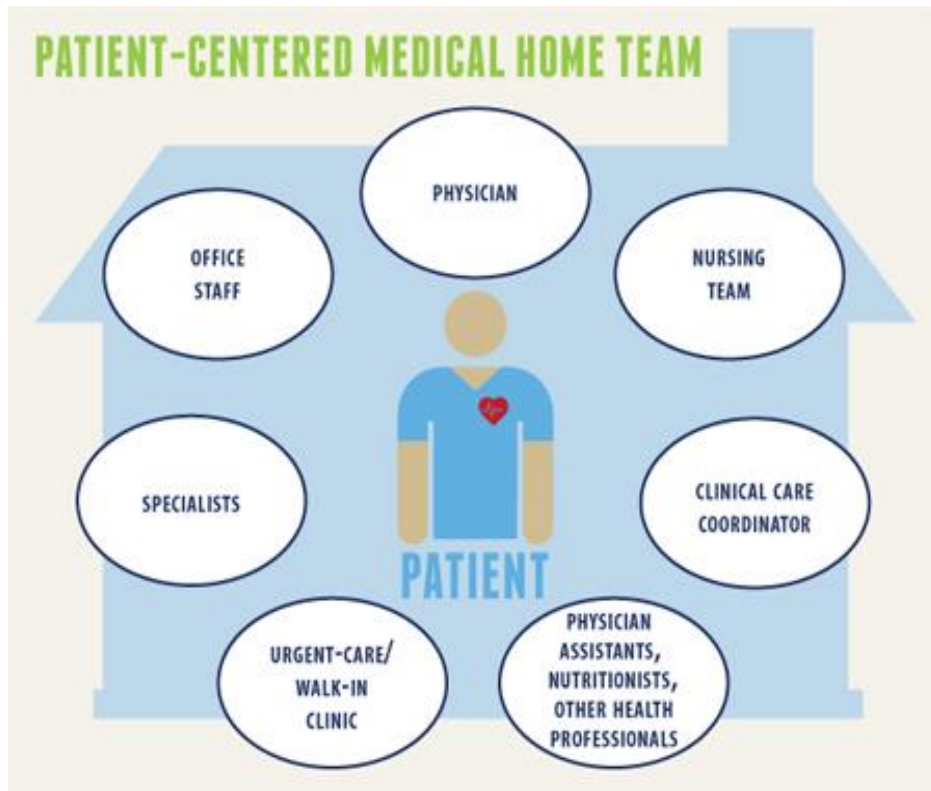 PATIENT-CENTERED MEDICAL HOME TEAM
PHYSICIAN
OFFICE
STAFF
NURSING
TEAM
SPECIALISTS
CLINICAL CARE
COORDINATOR
PATIENT
URGENT-CARE/
WALK-IN
CLINIC
PHYSICIAN
ASSISTANTS,
NUTRITIONISTS,
OTHER HEALTH
PROFESSIONALS